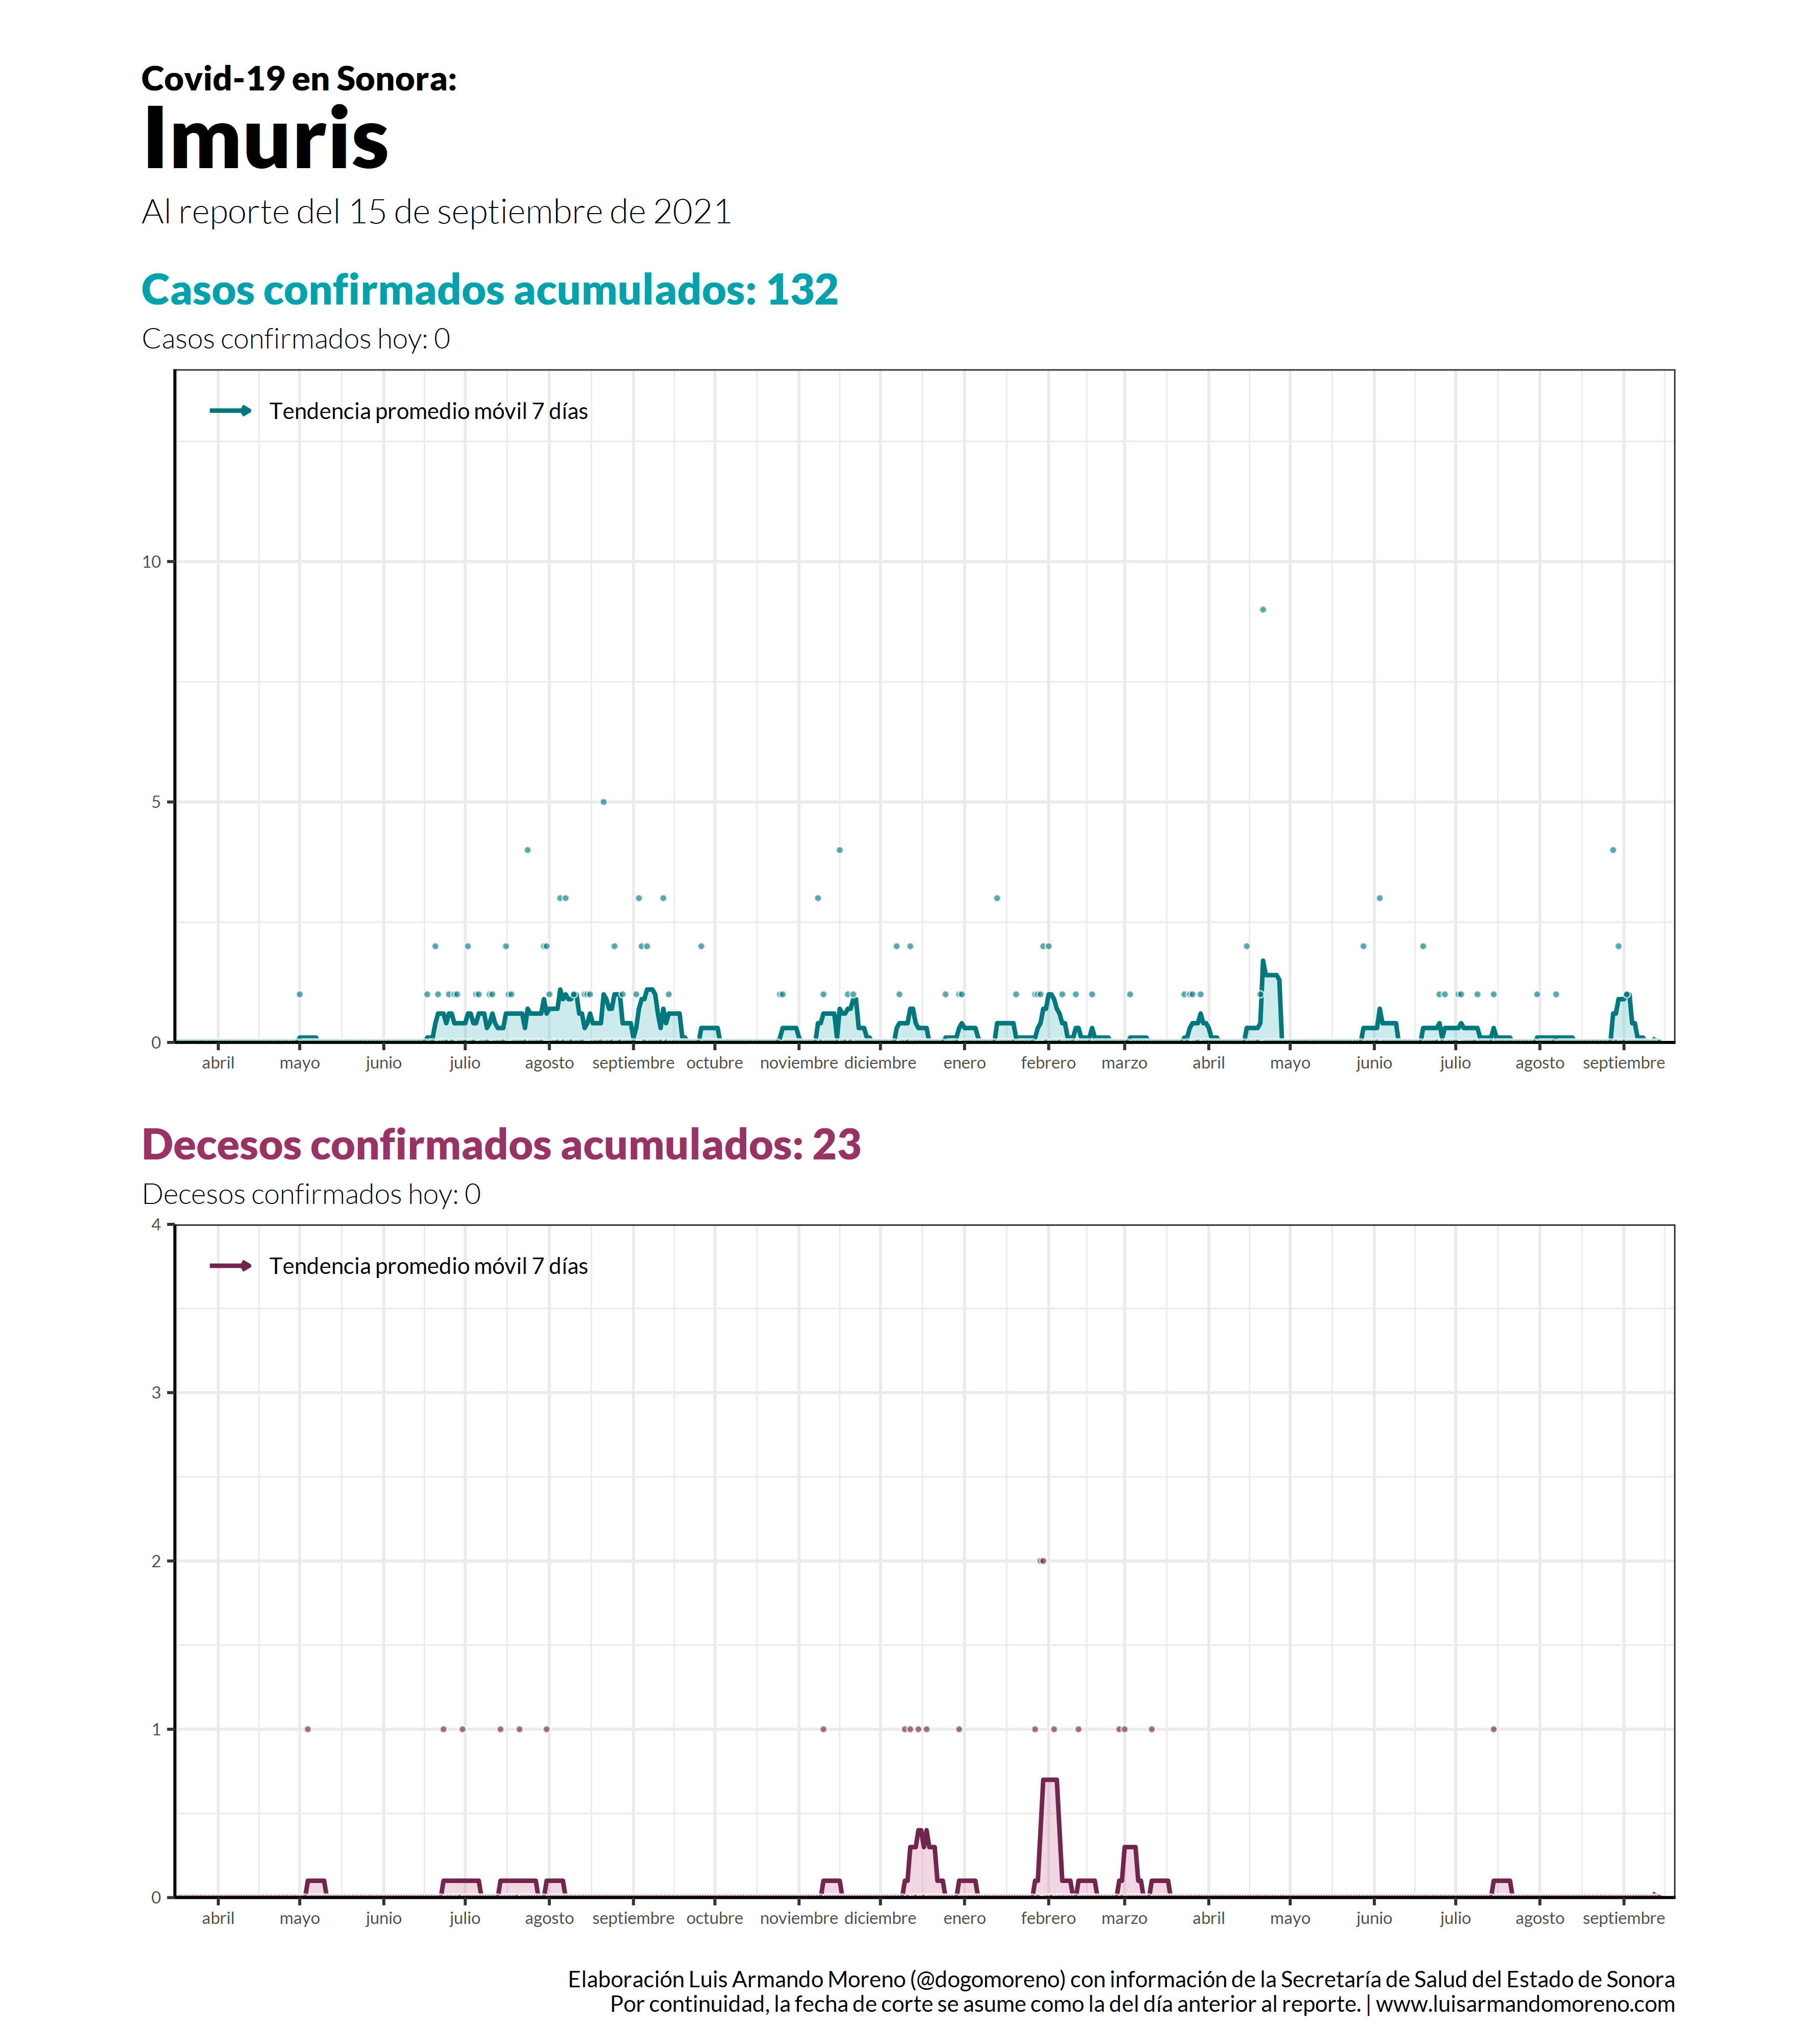 Covid-19 en Sonora:
Imuris
Al reporte del 15 de septiembre de 2021
Casos confirmados acumulados: 132
Casos confirmados hoy: 0
Tendencia promedio móvil 7 días
10
5
0
abril mayo junio julio agosto septiembre octubre noviembre diciembre enero febrero marzo abril mayo junio julio agosto septiembre
Decesos confirmados acumulados: 23
Decesos confirmados hoy: 0
4
Tendencia promedio móvil 7 días
3
2
1
0
abril mayo junio julio agosto septiembre octubre noviembre diciembre enero febrero marzo abril mayo junio julio agosto septiembre
Elaboración Luis Armando Moreno (@dogomoreno) con información de la Secretaría de Salud del Estado de Sonora
Por continuidad, la fecha de corte se asume como la del día anterior al reporte. | www.luisarmandomoreno.com